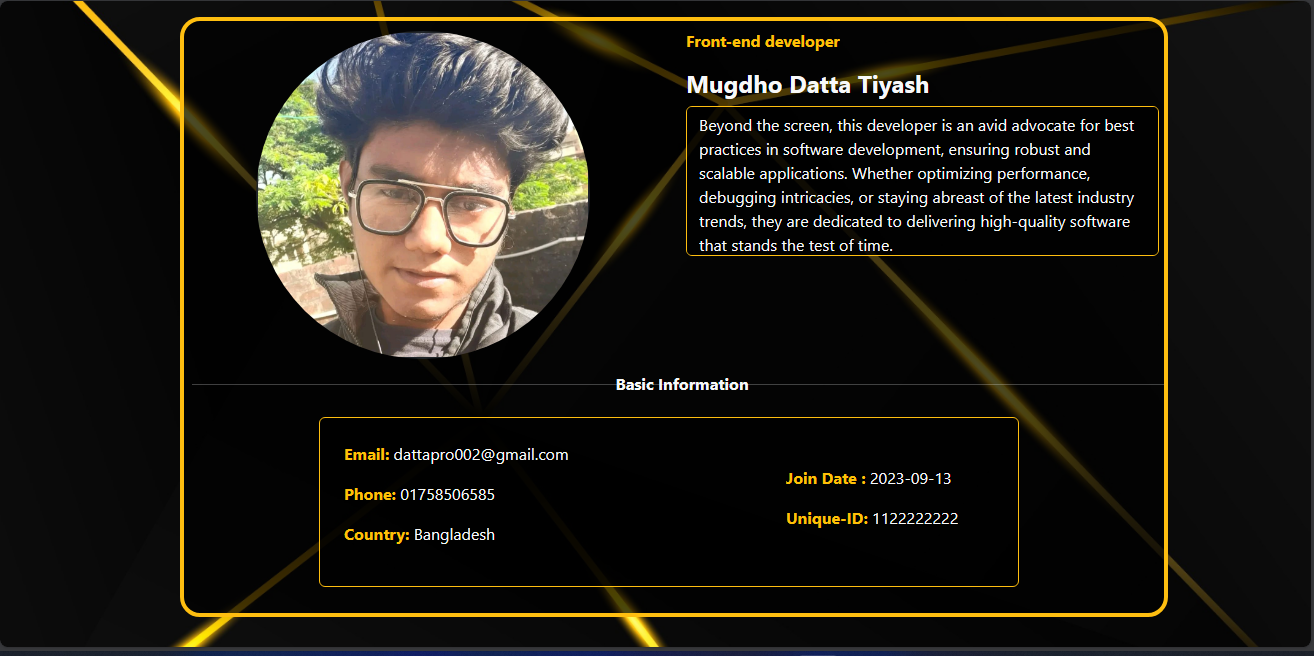 Front-end developer
Mugdho Datta Tiyash
Beyond the screen, this developer is an avid advocate for best
practices in software development, ensuring robust and
scalable applications. Whether optimizing performance,
debugging intricacies, or staying abreast of the latest industry
trends, they are dedicated to delivering high-quality software
that stands the test of time.
Basic Information
Email: dattapro002@gmail.com
Phone: 01758506585
Country: Bangladesh
Join Date : 2023-09-13
Unique-ID: 1122222222